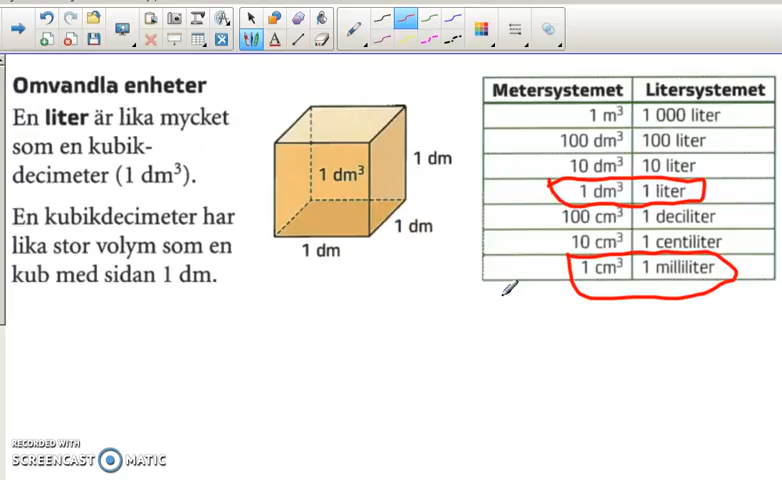 Omvandla enheter
En liter är lika mycket
som en kubik-
decimeter (1 dm³).
En kubikdecimeter har
lika stor volym som en
kub med sidan 1 dm.
1 dm³
1 dm
1 dm
1 dm
Metersystemet Litersystemet
1 m³ 1 000 liter
100 dm³ 100 liter
10 dm³ 10 liter
1 dm³ 1 liter
100 cm³ 1 deciliter
10 cm³ 1 centiliter
1 cm³ 1 milliliter
RECORDED WITH
SCREENCAST MATIC